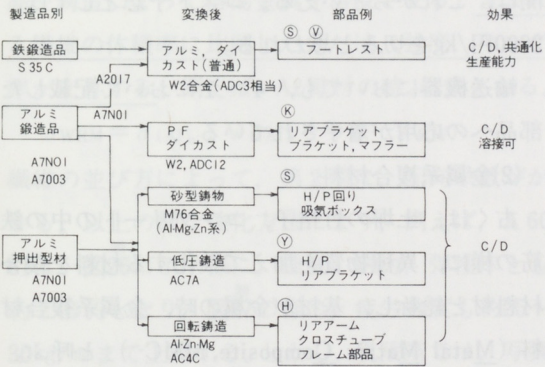 製造品別 変換後 部品例 効果
Ⓢ Ⓥ
鉄鍛造品
S35C
アルミ, ダイ
カスト(普通)
フートレスト
C/D, 共通化
生産能力
A2017
W2合金(ADC3相当)
アルミ
鍛造品
A7N01
Ⓚ
PF
ダイカスト
リアブラケット
ブラケット, マフラー
C/D
溶接可
A7N01
A7003
W2, ADC12
Ⓢ
砂型鋳物
H/P回り
吸気ボックス
M76合金
(Al-Mg-Zn系)
アルミ
押出型材
Ⓨ
低圧鋳造
H/P
リアブラケット
C/D
A7N01
A7003
AC7A
Ⓗ
回転鋳造
リアアーム
クロスチューブ
フレーム部品
Al-Zn-Mg
AC4C